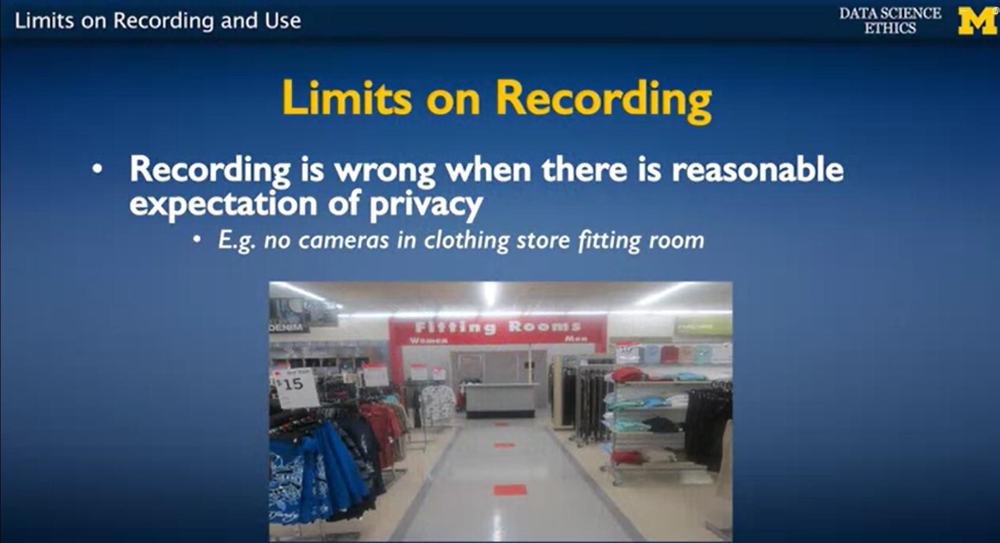 Limits on Recording and Use
DATA SCIENCE
ETHICS
M
Limits on Recording
• Recording is wrong when there is reasonable
expectation of privacy
• E.g. no cameras in clothing store fitting room
DENIM
Fitting Rooms
Women Men
$15